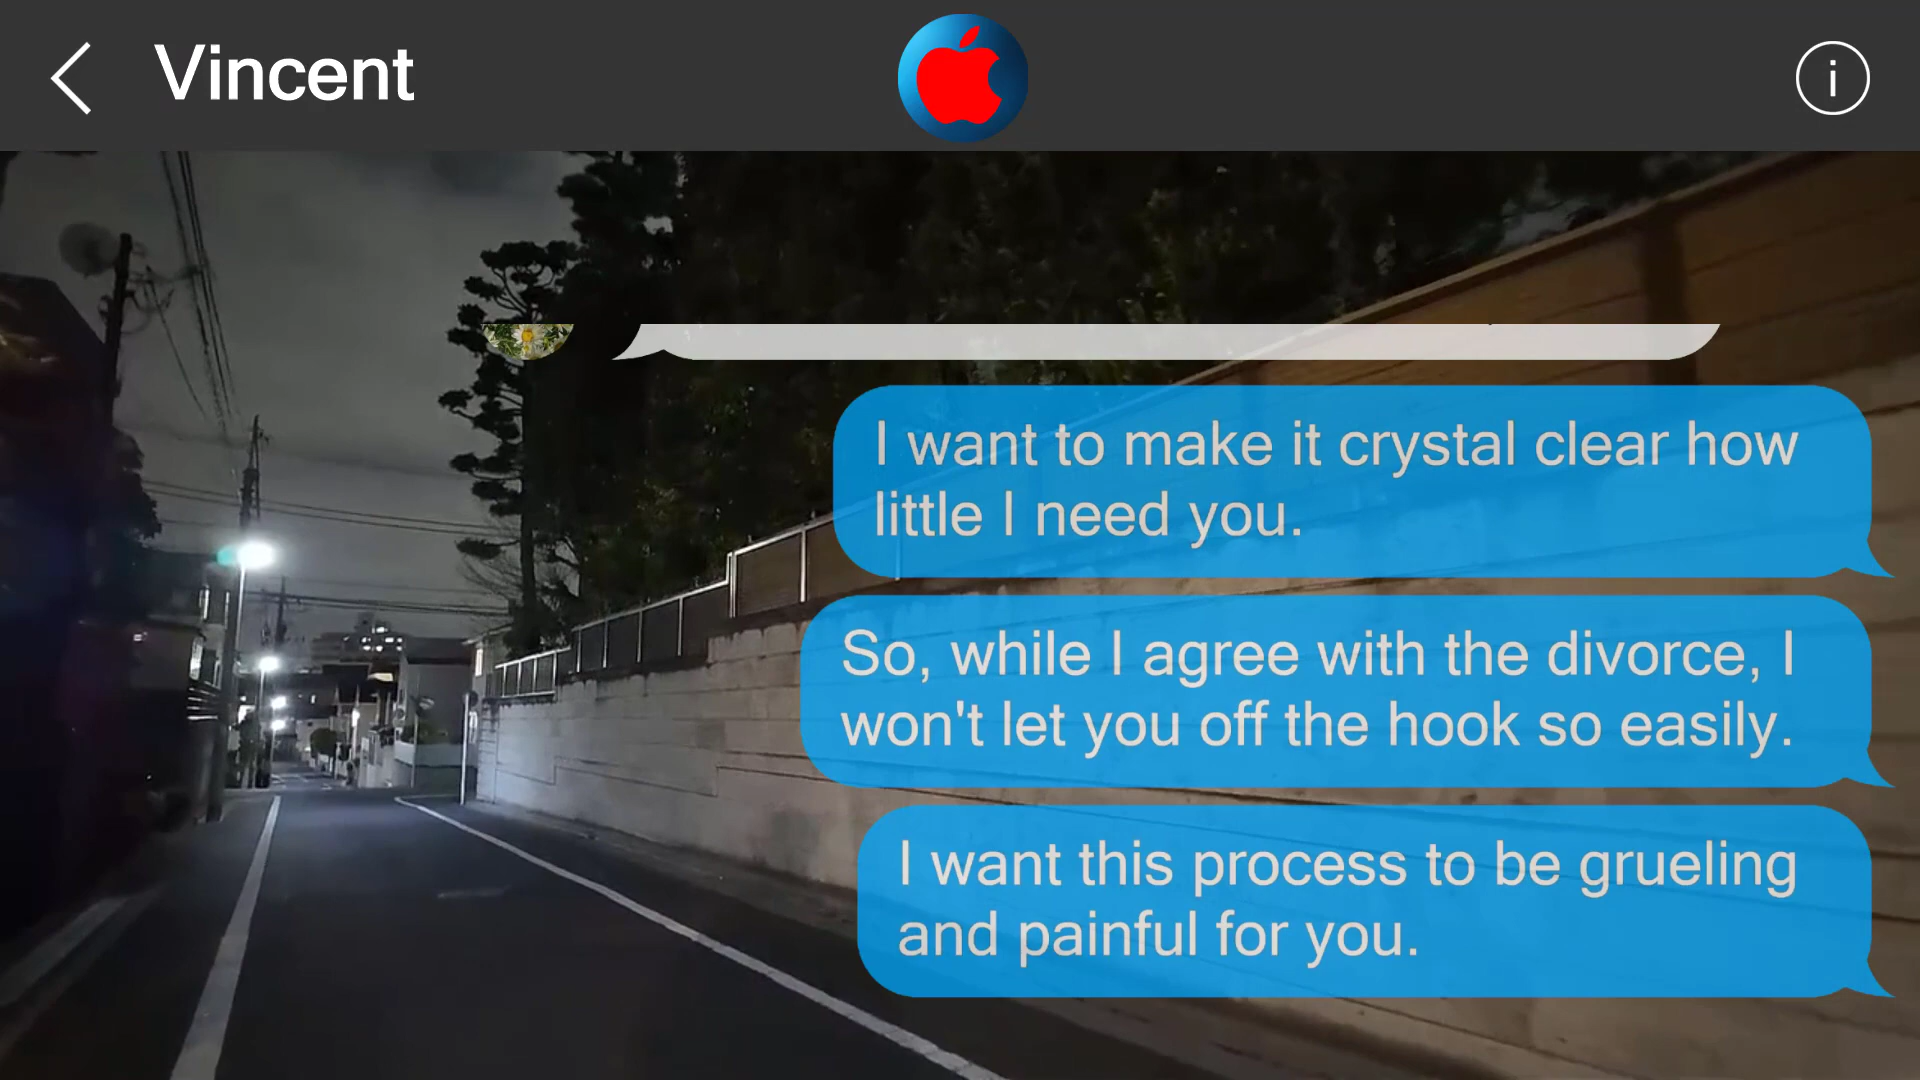 Vincent
i
I want to make it crystal clear how
little I need you.
So, while I agree with the divorce, I
won't let you off the hook so easily.
I want this process to be grueling
and painful for you.